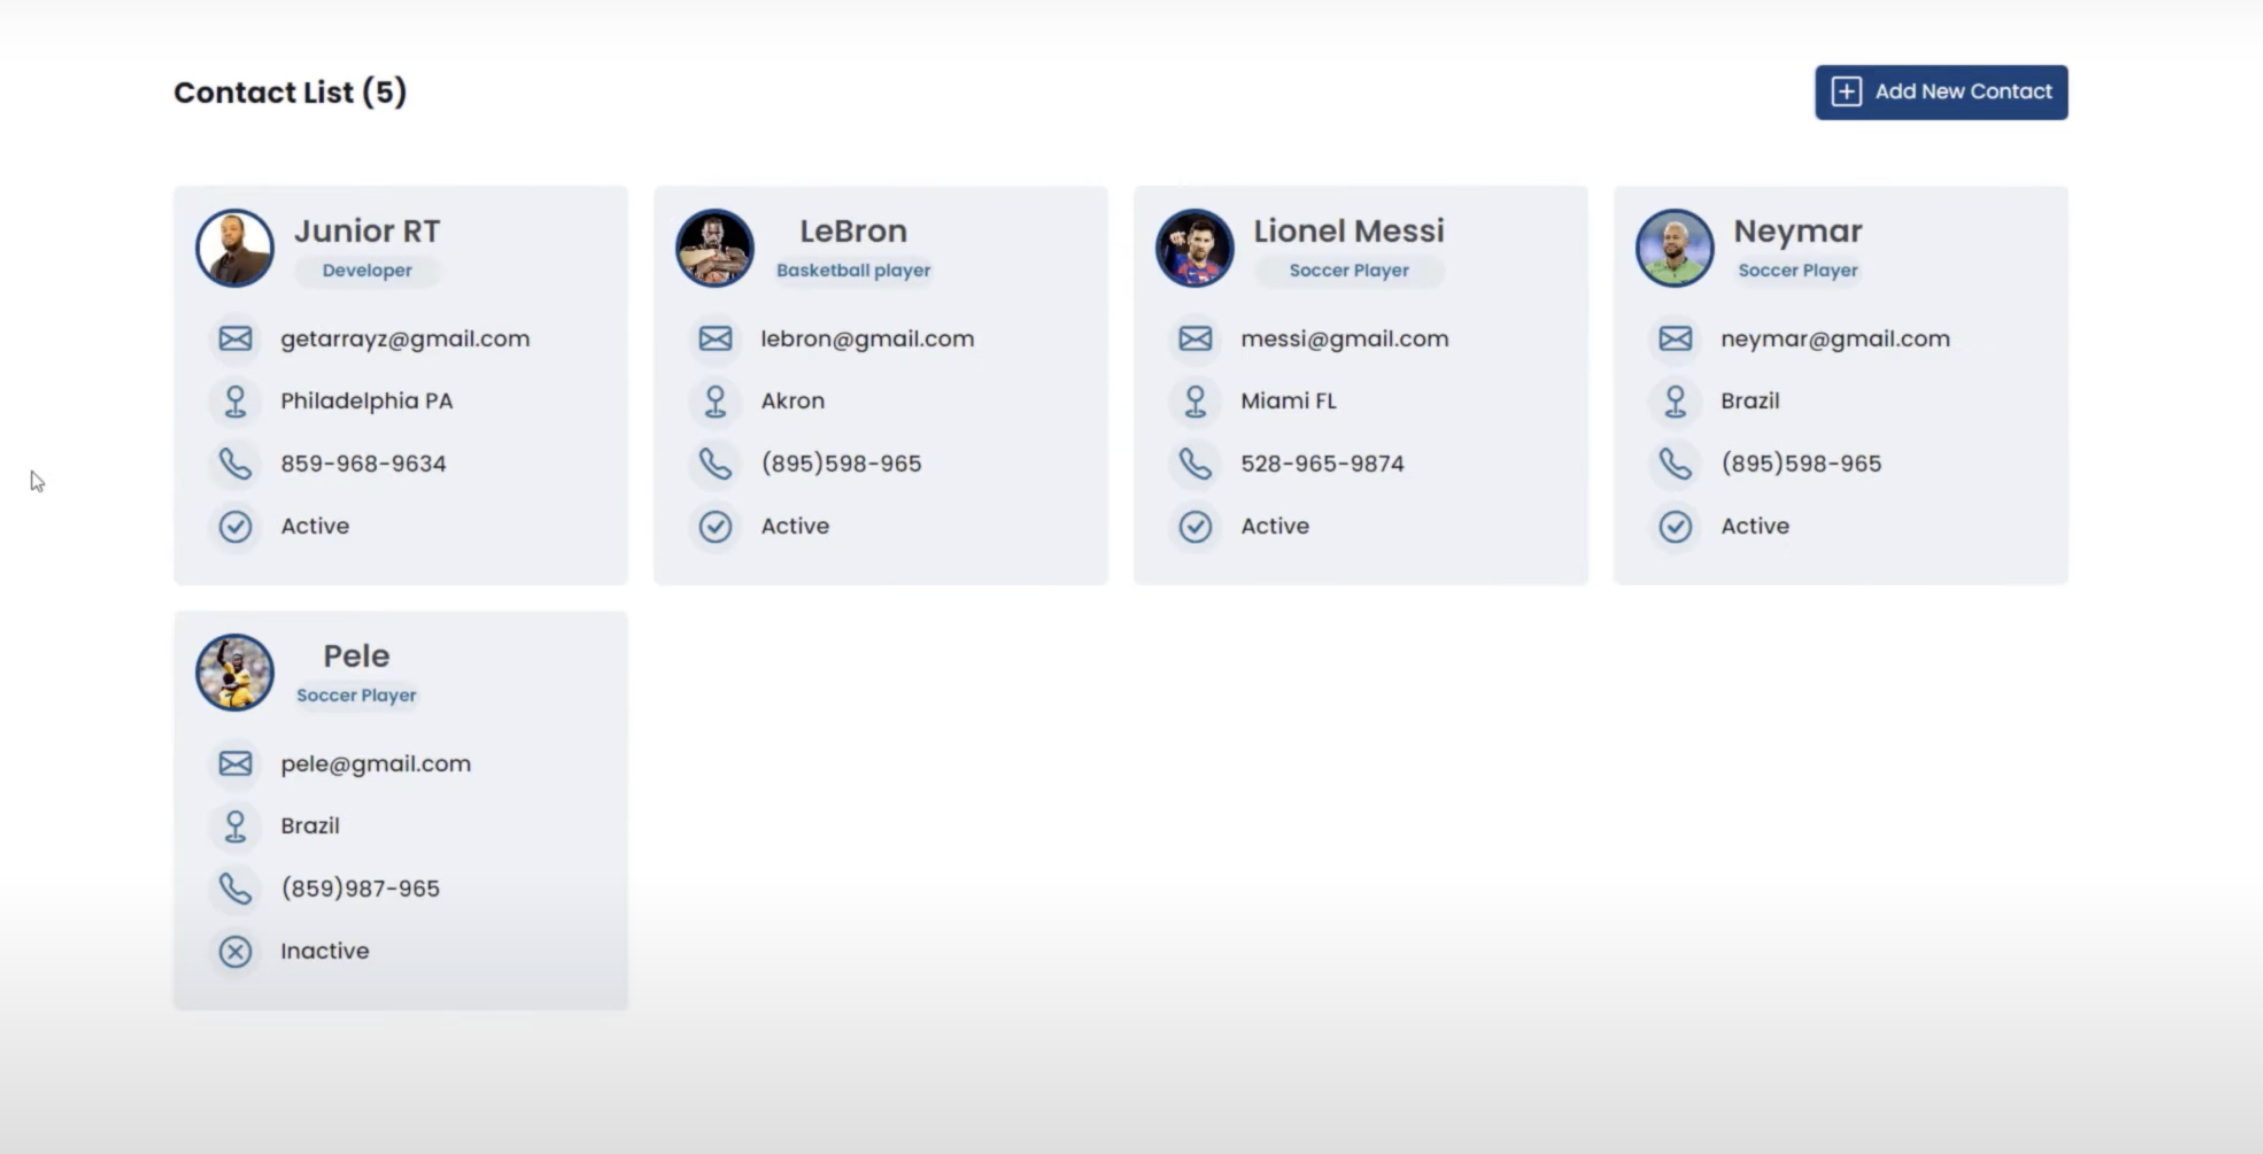 Contact List (5)
Add New Contact
Junior RT
Developer
getarrayz@gmail.com
Philadelphia PA
859-968-9634
Active
LeBron
Basketball player
lebron@gmail.com
Akron
(895)598-965
Active
Lionel Messi
Soccer Player
messi@gmail.com
Miami FL
528-965-9874
Active
Neymar
Soccer Player
neymar@gmail.com
Brazil
(895)598-965
Active
Pele
Soccer Player
pele@gmail.com
Brazil
(859)987-965
Inactive